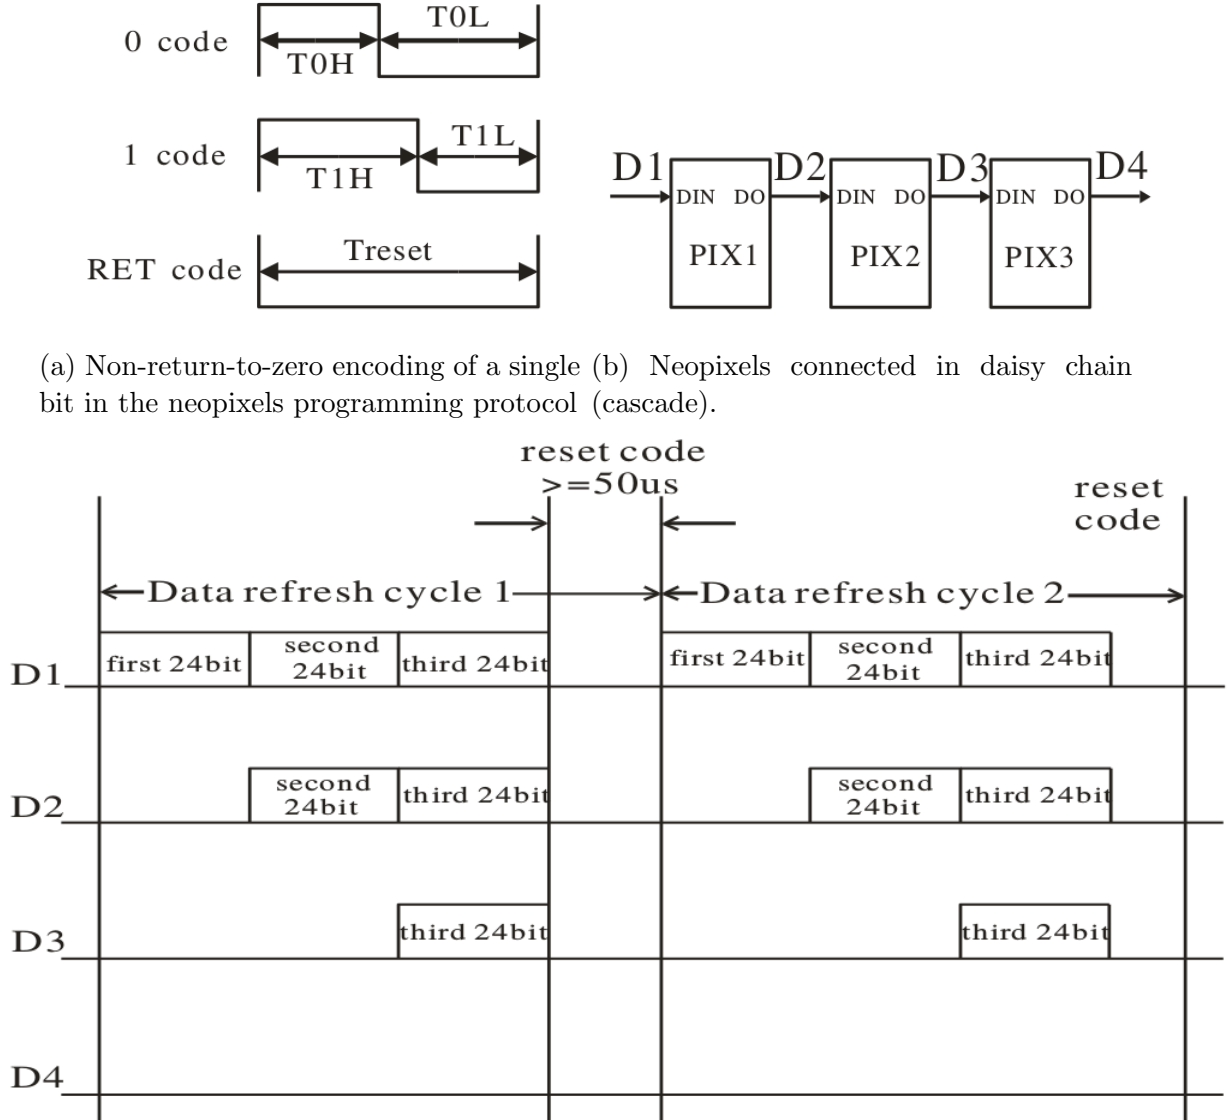 0 code
T0H
T0L
1 code
T1H
T1L
RET code
Treset
D1 D2 D3 D4
DIN DO DIN DO DIN DO
PIX1 PIX2 PIX3
(a) Non-return-to-zero encoding of a single
bit in the neopixels programming protocol
(b) Neopixels connected in daisy chain
(cascade).
reset code
>=50us
reset
code
Data refresh cycle 1
Data refresh cycle 2
D1
first 24bit
second
24bit
third 24bit
first 24bit
second
24bit
third 24bit
D2
second
24bit
third 24bit
second
24bit
third 24bit
D3
third 24bit
third 24bit
D4